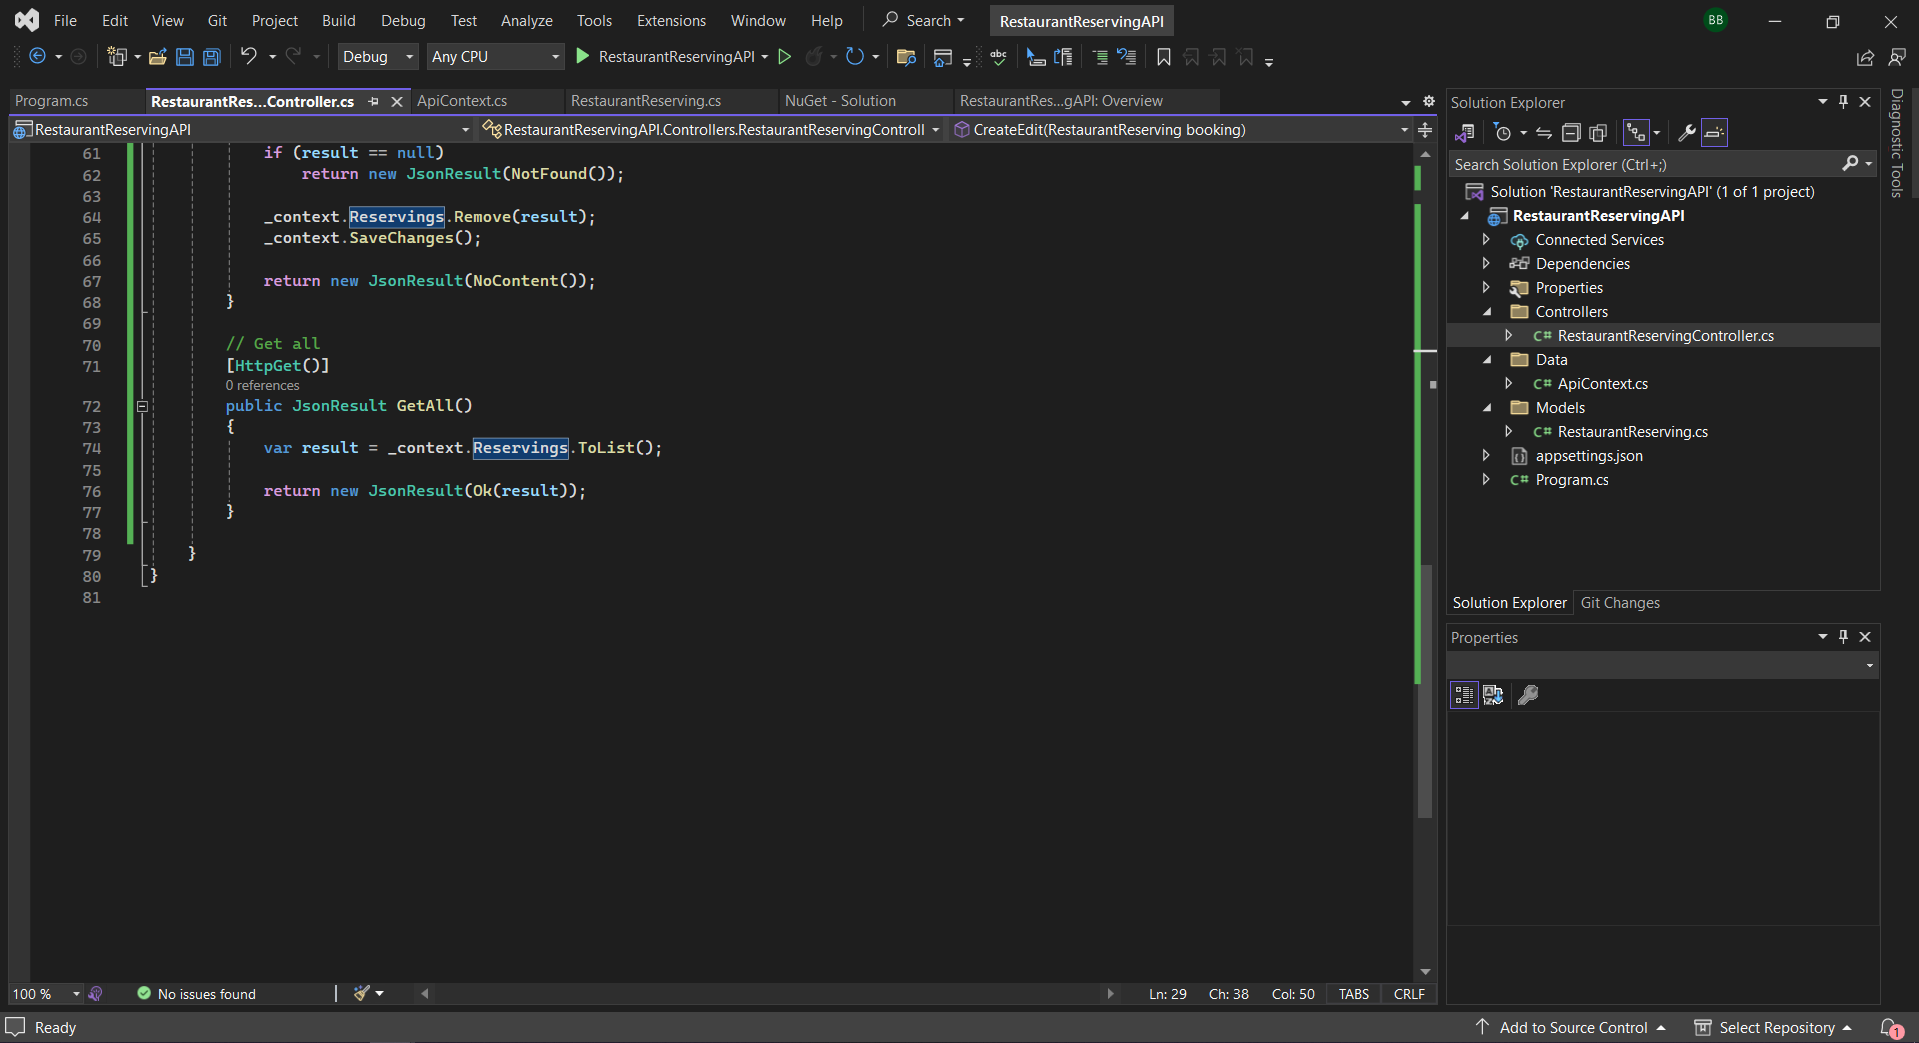 File Edit View Git Project Build Debug Test Analyze Tools Extensions Window Help Search RestaurantReservingAPI BB
Debug Any CPU RestaurantReservingAPI
Program.cs RestaurantRes...Controller.cs ApiContext.cs RestaurantReserving.cs NuGet - Solution RestaurantRes...gAPI: Overview
RestaurantReservingAPI RestaurantReservingAPI.Controllers.RestaurantReservingControll CreateEdit(RestaurantReserving booking)
61 if (result == null)
62 return new JsonResult(NotFound());
63
64 _context.Reservings.Remove(result);
65 _context.SaveChanges();
66
67 return new JsonResult(NoContent());
68 }
69
70 // Get all
71 [HttpGet()]
0 references
72 public JsonResult GetAll()
73 {
74 var result = _context.Reservings.ToList();
75
76 return new JsonResult(Ok(result));
77 }
78
79 }
80 }
81
100 % No issues found Ln: 29 Ch: 38 Col: 50 TABS CRLF
Solution Explorer
Search Solution Explorer (Ctrl+;)
Solution 'RestaurantReservingAPI' (1 of 1 project)
RestaurantReservingAPI
Connected Services
Dependencies
Properties
Controllers
C# RestaurantReservingController.cs
Data
C# ApiContext.cs
Models
C# RestaurantReserving.cs
appsettings.json
C# Program.cs
Solution Explorer Git Changes
Properties
Diagnostic Tools
Ready Add to Source Control Select Repository 1